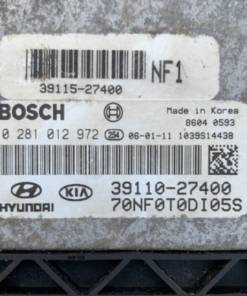 39115-27400
NF1
BOSCH
Made in Korea
8604 0593
0 281 012 972 254 06-01-11 1039S14438
HYUNDAI
KIA
39110-27400
70NF0T0DI05S